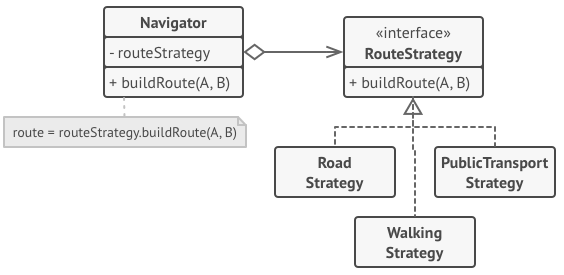 Navigator
- routeStrategy
+ buildRoute(A, B)
route = routeStrategy.buildRoute(A, B)
«interface»
RouteStrategy
+ buildRoute(A, B)
Road
Strategy
PublicTransport
Strategy
Walking
Strategy